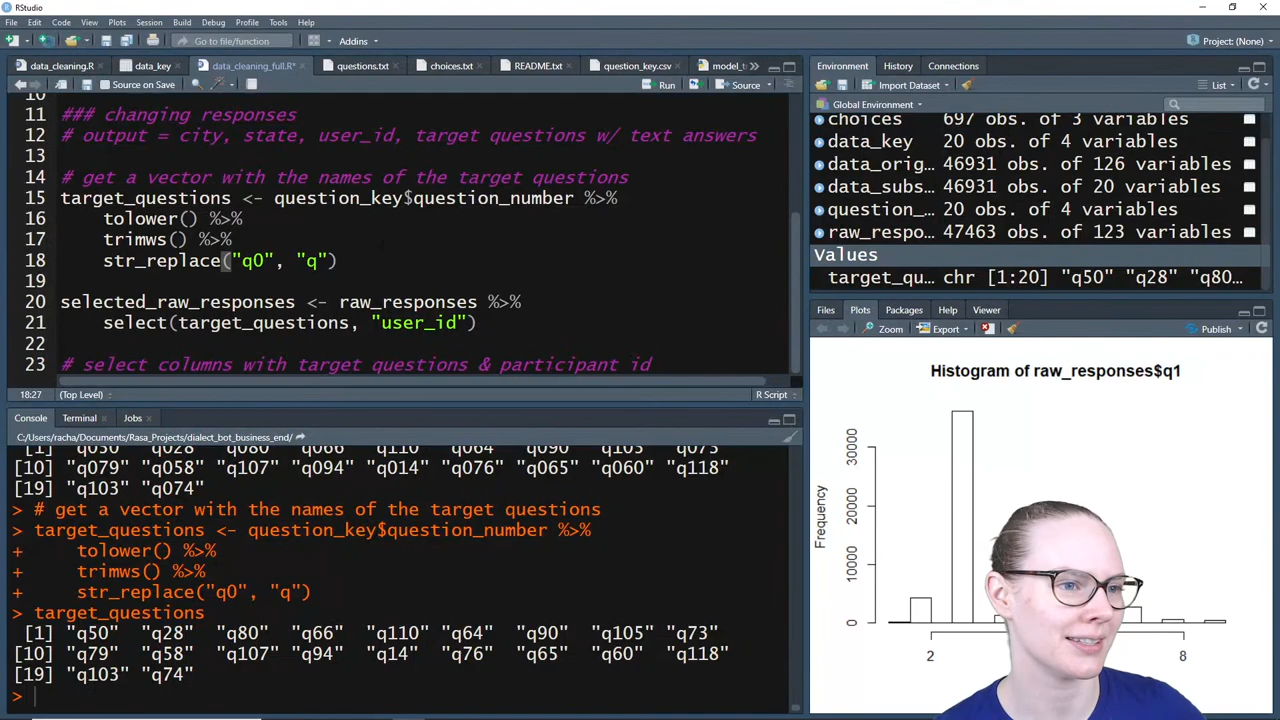 RStudio
File Edit Code View Plots Session Build Debug Profile Tools Help
Go to file/function Addins Project: (None)
data_cleaning.R data_key data_cleaning_full.R* questions.txt choices.txt README.txt question_key.csv model_t
Source on Save Run Source
10
11 ### changing responses
12 # output = city, state, user_id, target questions w/ text answers
13
14 # get a vector with the names of the target questions
15 target_questions <- question_key$question_number %>%
16 tolower() %>%
17 trimws() %>%
18 str_replace("q0", "q")
19
20 selected_raw_responses <- raw_responses %>%
21 select(target_questions, "user_id")
22
23 # select columns with target questions & participant id
18:27 (Top Level) R Script
Console Terminal Jobs
C:/Users/racha/Documents/Rasa_Projects/dialect_bot_business_end/
[1] "q050" "q028" "q080" "q066" "q110" "q064" "q090" "q105" "q073"
[10] "q079" "q058" "q107" "q094" "q014" "q076" "q065" "q060" "q118"
[19] "q103" "q074"
> # get a vector with the names of the target questions
> target_questions <- question_key$question_number %>%
+ tolower() %>%
+ trimws() %>%
+ str_replace("q0", "q")
> target_questions
[1] "q50" "q28" "q80" "q66" "q110" "q64" "q90" "q105" "q73"
[10] "q79" "q58" "q107" "q94" "q14" "q76" "q65" "q60" "q118"
[19] "q103" "q74"
>
Environment History Connections
Import Dataset List
Global Environment
choices 697 obs. of 3 variables
data_key 20 obs. of 4 variables
data_orig… 46931 obs. of 126 variables
data_subs… 46931 obs. of 20 variables
question_… 20 obs. of 4 variables
raw_respo… 47463 obs. of 123 variables
Values
target_qu… chr [1:20] "q50" "q28" "q80…
Files Plots Packages Help Viewer
Zoom Export Publish
Histogram of raw_responses$q1
Frequency
30000
20000
10000
0
2 8